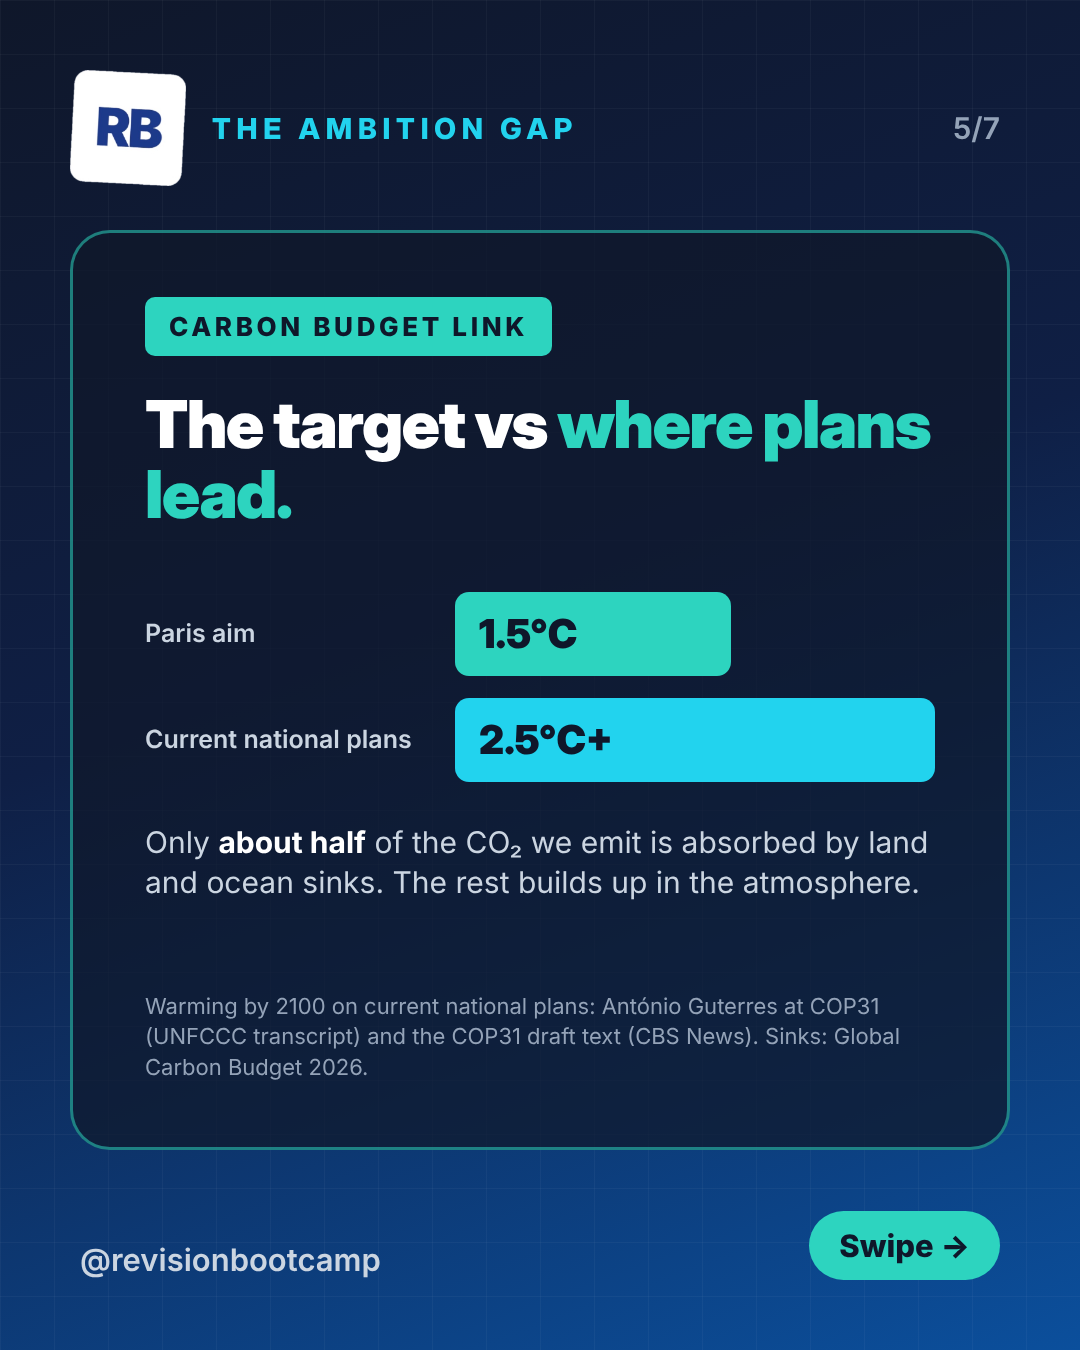 RB
THE AMBITION GAP
5/7
CARBON BUDGET LINK
The target vs where plans
lead.
Paris aim
1.5°C
Current national plans
2.5°C+
Only about half of the CO₂ we emit is absorbed by land
and ocean sinks. The rest builds up in the atmosphere.
Warming by 2100 on current national plans: António Guterres at COP31
(UNFCCC transcript) and the COP31 draft text (CBS News). Sinks: Global
Carbon Budget 2026.
@revisionbootcamp
Swipe →